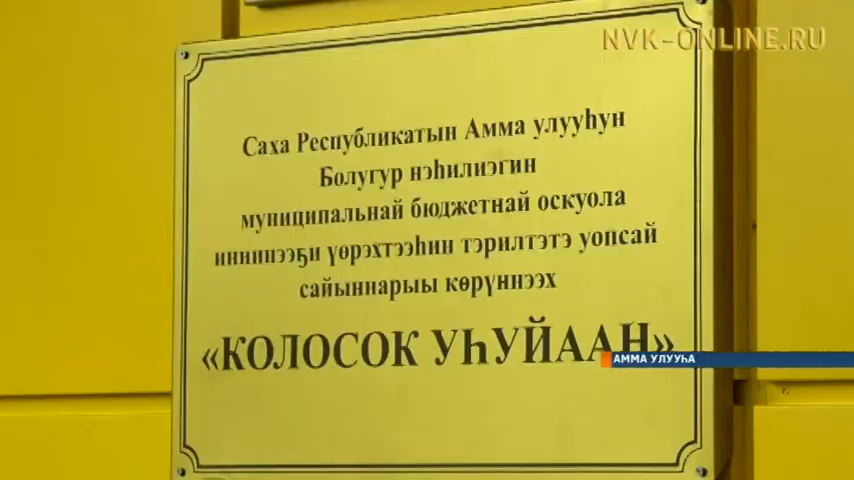 NVK-ONLINE.RU
Саха Республикатын Амма улууһун
Болугур нэһилиэгин
муниципальнай бюджетнай оскуола
иннинээҕи үөрэхтээһин тэрилтэтэ уопсай
сайыннарыы көрүҥнээх
«КОЛОСОК УҺУЙААН»
АММА УЛУУҺА